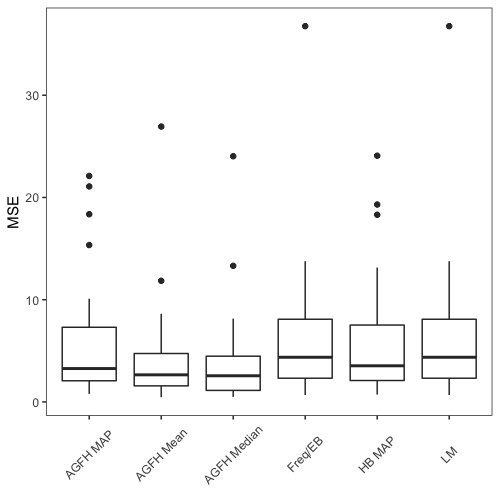 MSE
30
20
10
0
AGFH MAP
AGFH Mean
AGFH Median
Freq/EB
HB MAP
LM